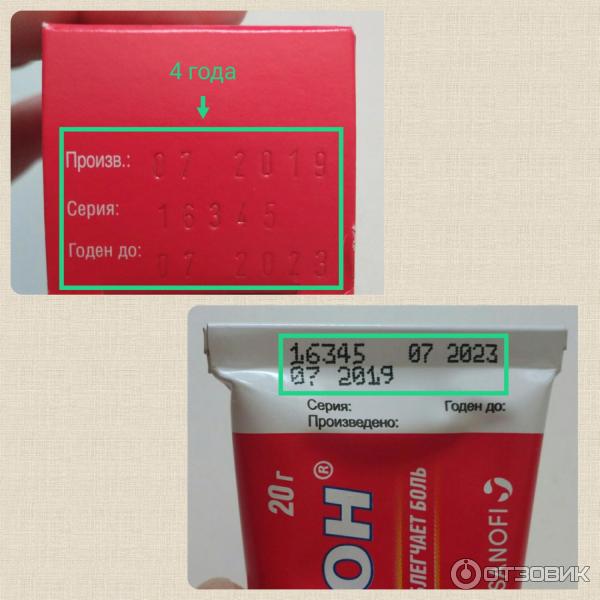 4 года
Произв.: 07 2019
Серия: 16345
Годен до: 07 2023
16345 07 2023
07 2019
Серия: Годен до:
Произведено:
20 г
ОН®
БЛЕГЧАЕТ БОЛЬ
SANOFI
ОТЗОВИК